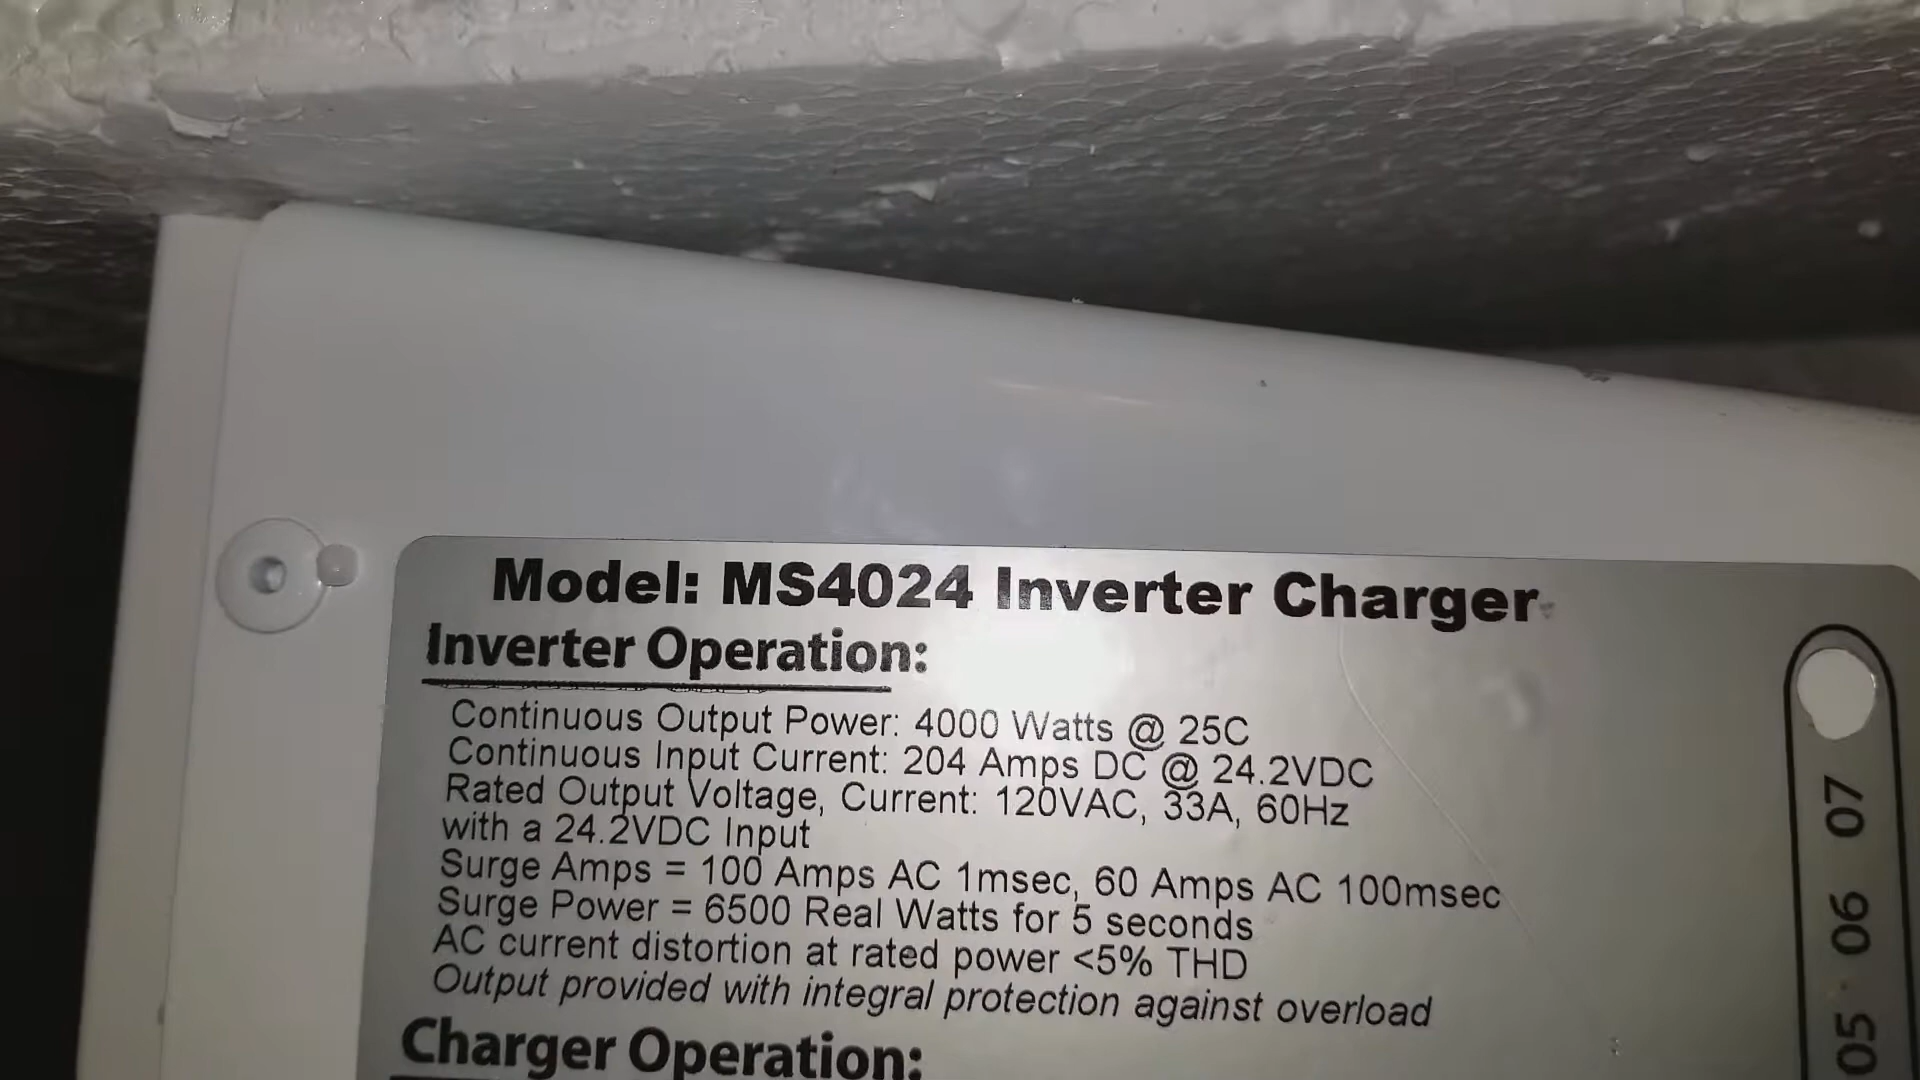 Model: MS4024 Inverter Charger
Inverter Operation:
Continuous Output Power: 4000 Watts @ 25C
Continuous Input Current: 204 Amps DC @ 24.2VDC
Rated Output Voltage, Current: 120VAC, 33A, 60Hz
with a 24.2VDC Input
Surge Amps = 100 Amps AC 1msec, 60 Amps AC 100msec
Surge Power = 6500 Real Watts for 5 seconds
AC current distortion at rated power <5% THD
Output provided with integral protection against overload
Charger Operation:
05 06 07